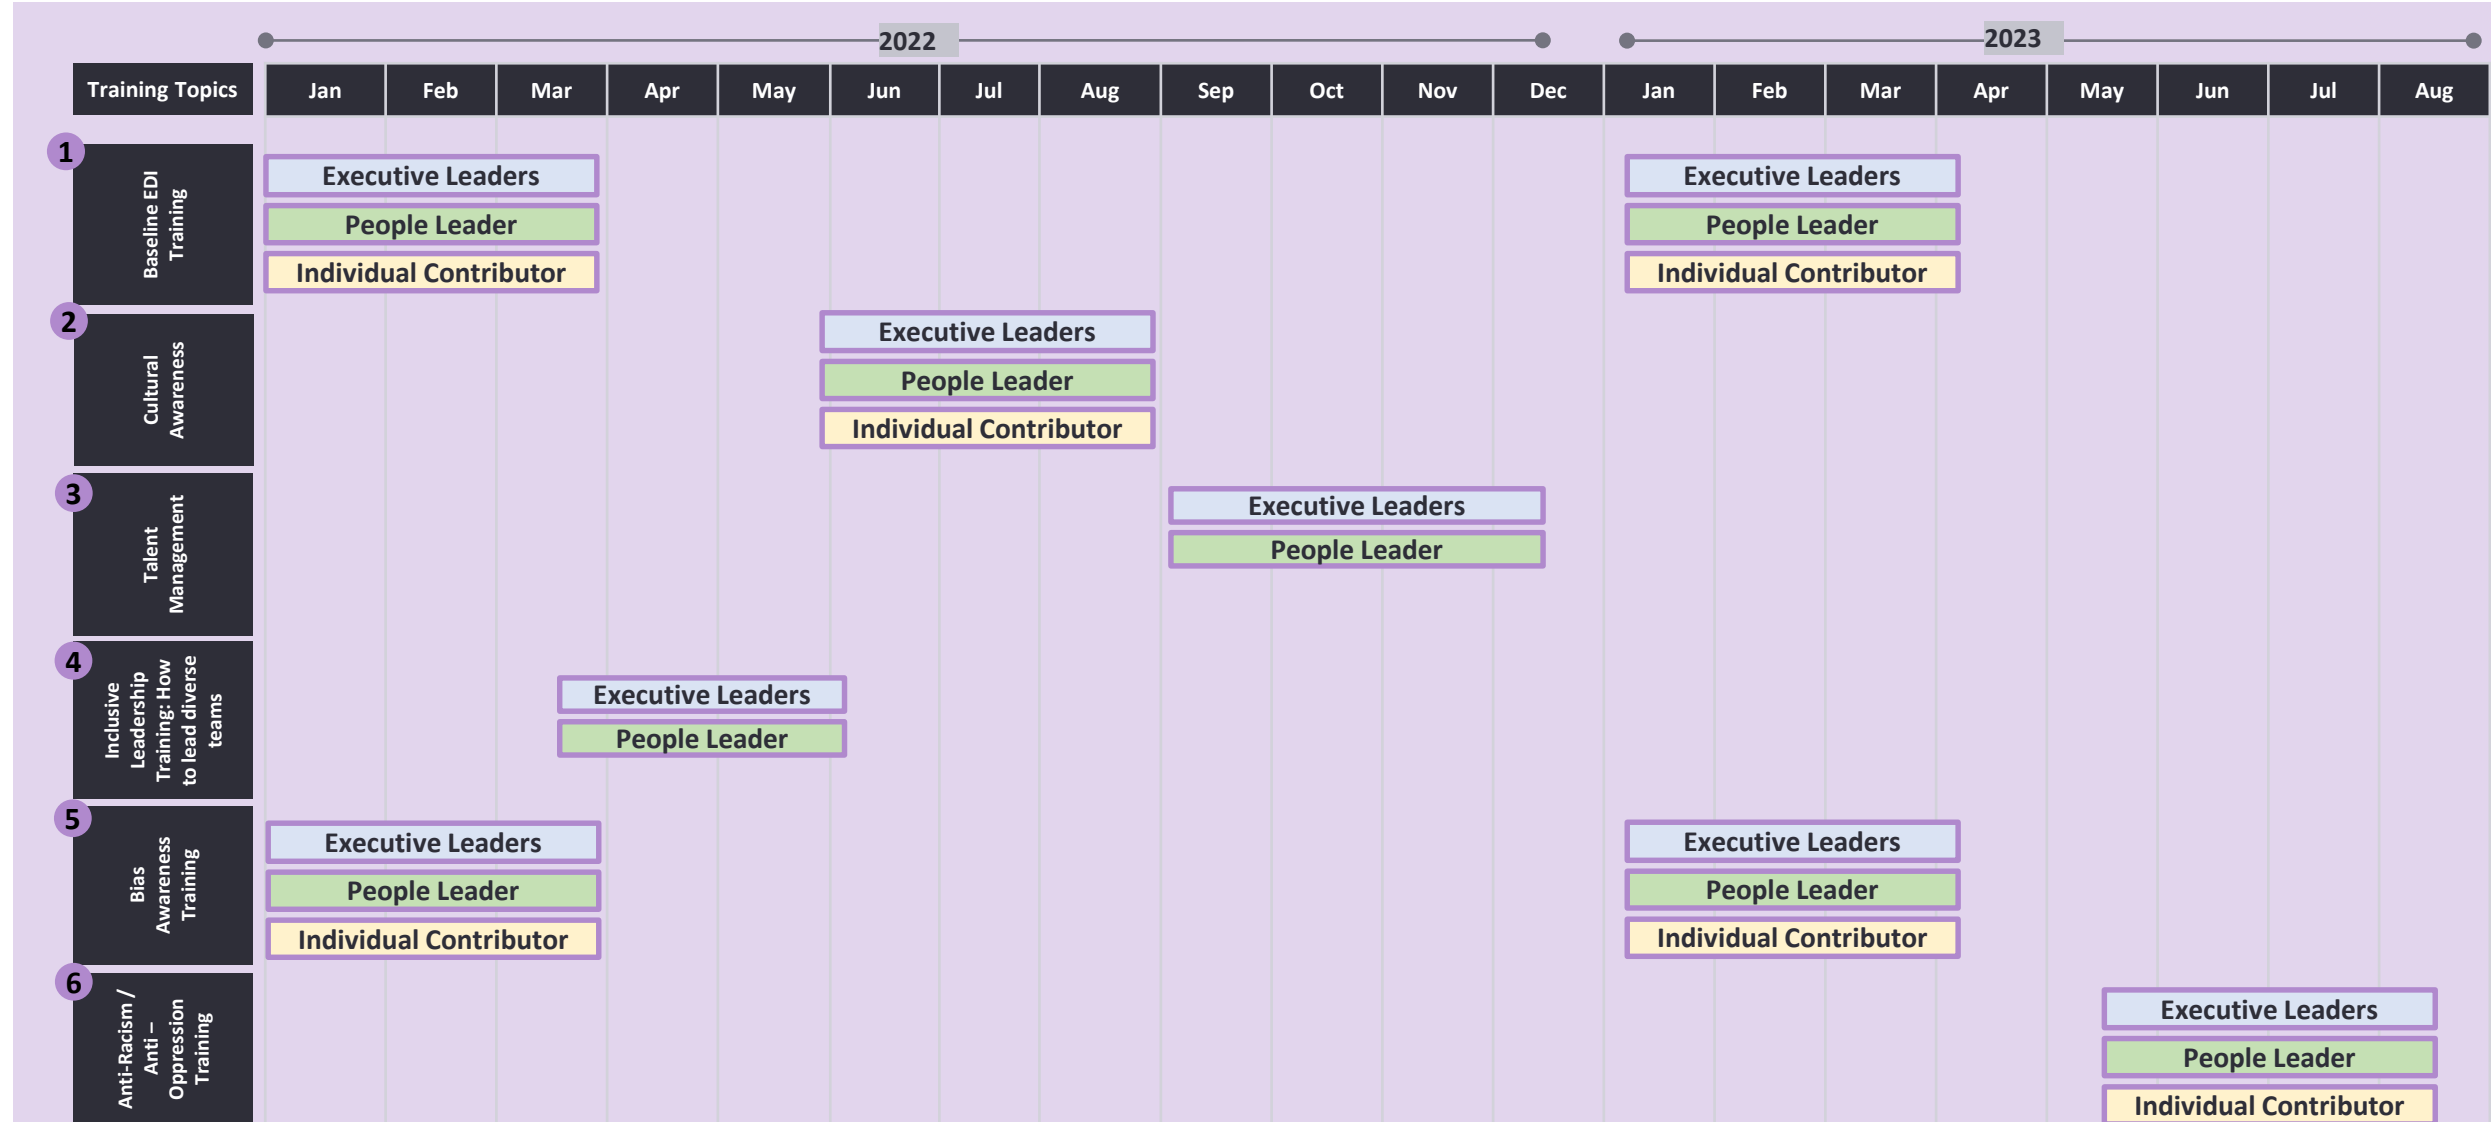 2022
2023
Training Topics
Jan
Feb
Mar
Apr
May
Jun
Jul
Aug
Sep
Oct
Nov
Dec
Jan
Feb
Mar
Apr
May
Jun
Jul
Aug
1
Baseline EDI
Training
Executive Leaders
People Leader
Individual Contributor
Executive Leaders
People Leader
Individual Contributor
2
Cultural
Awareness
Executive Leaders
People Leader
Individual Contributor
3
Talent
Management
Executive Leaders
People Leader
4
Inclusive
Leadership
Training: How
to lead diverse
teams
Executive Leaders
People Leader
5
Bias
Awareness
Training
Executive Leaders
People Leader
Individual Contributor
Executive Leaders
People Leader
Individual Contributor
6
Anti-Racism /
Anti –
Oppression
Training
Executive Leaders
People Leader
Individual Contributor